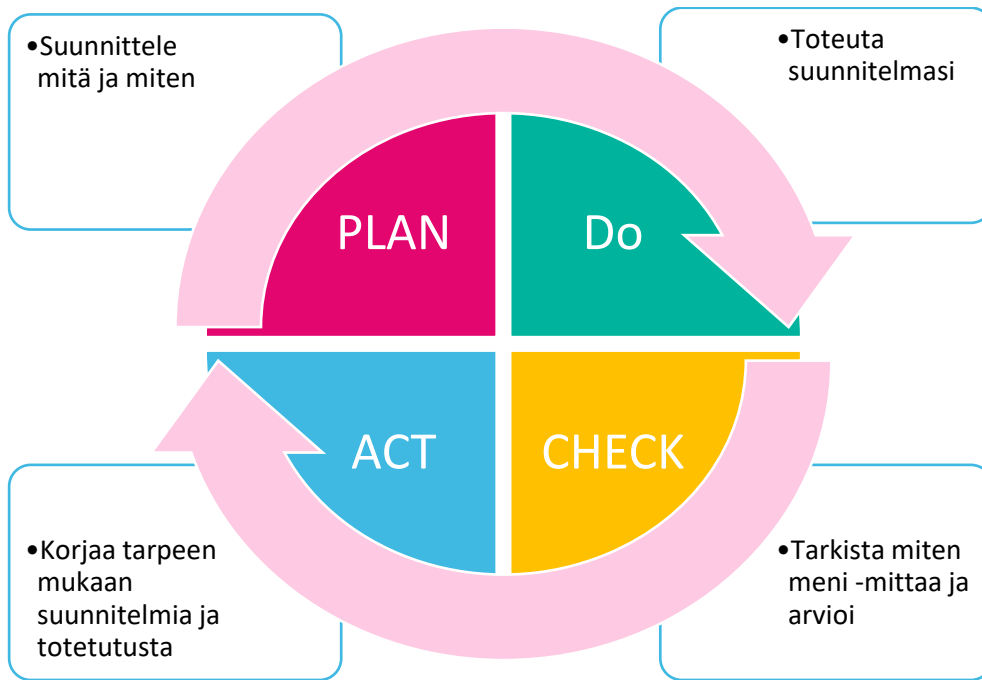 •Suunnittele
mitä ja miten
•Toteuta
suunnitelmasi
PLAN
Do
ACT
CHECK
•Korjaa tarpeen
mukaan
suunnitelmia ja
totetutusta
•Tarkista miten
meni -mittaa ja
arvioi